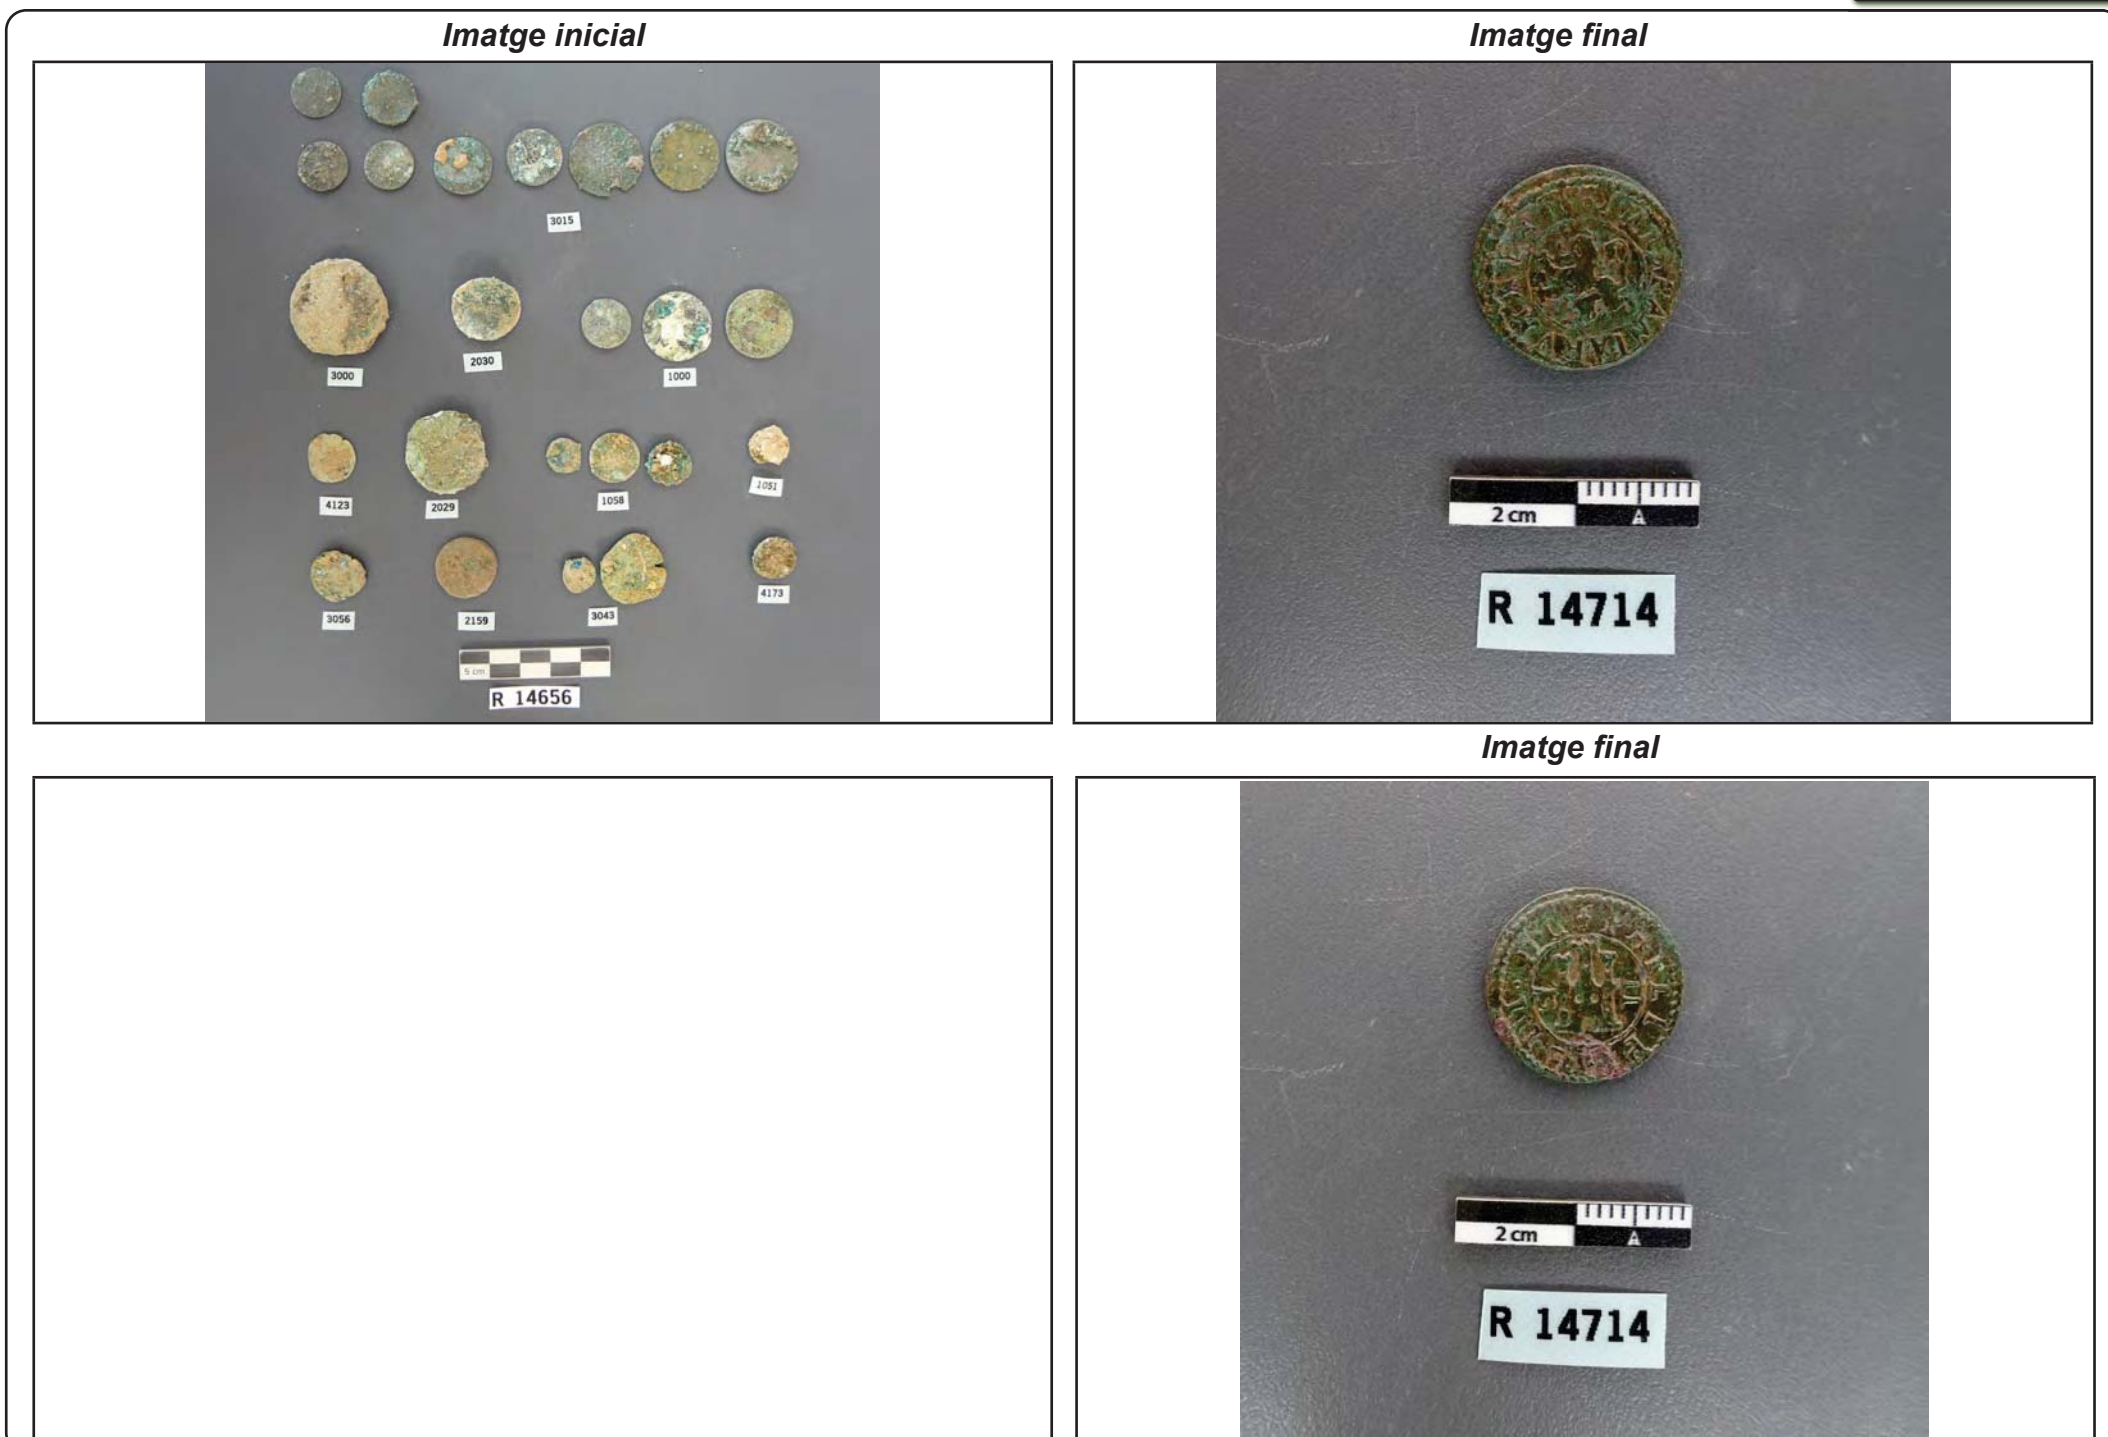 Imatge inicial
Imatge final
3015
3000
2030
1000
4123
2029
1058
1051
3056
2159
3043
4173
5 cm
R 14656
2 cm
A
R 14714
Imatge final
2 cm
A
R 14714